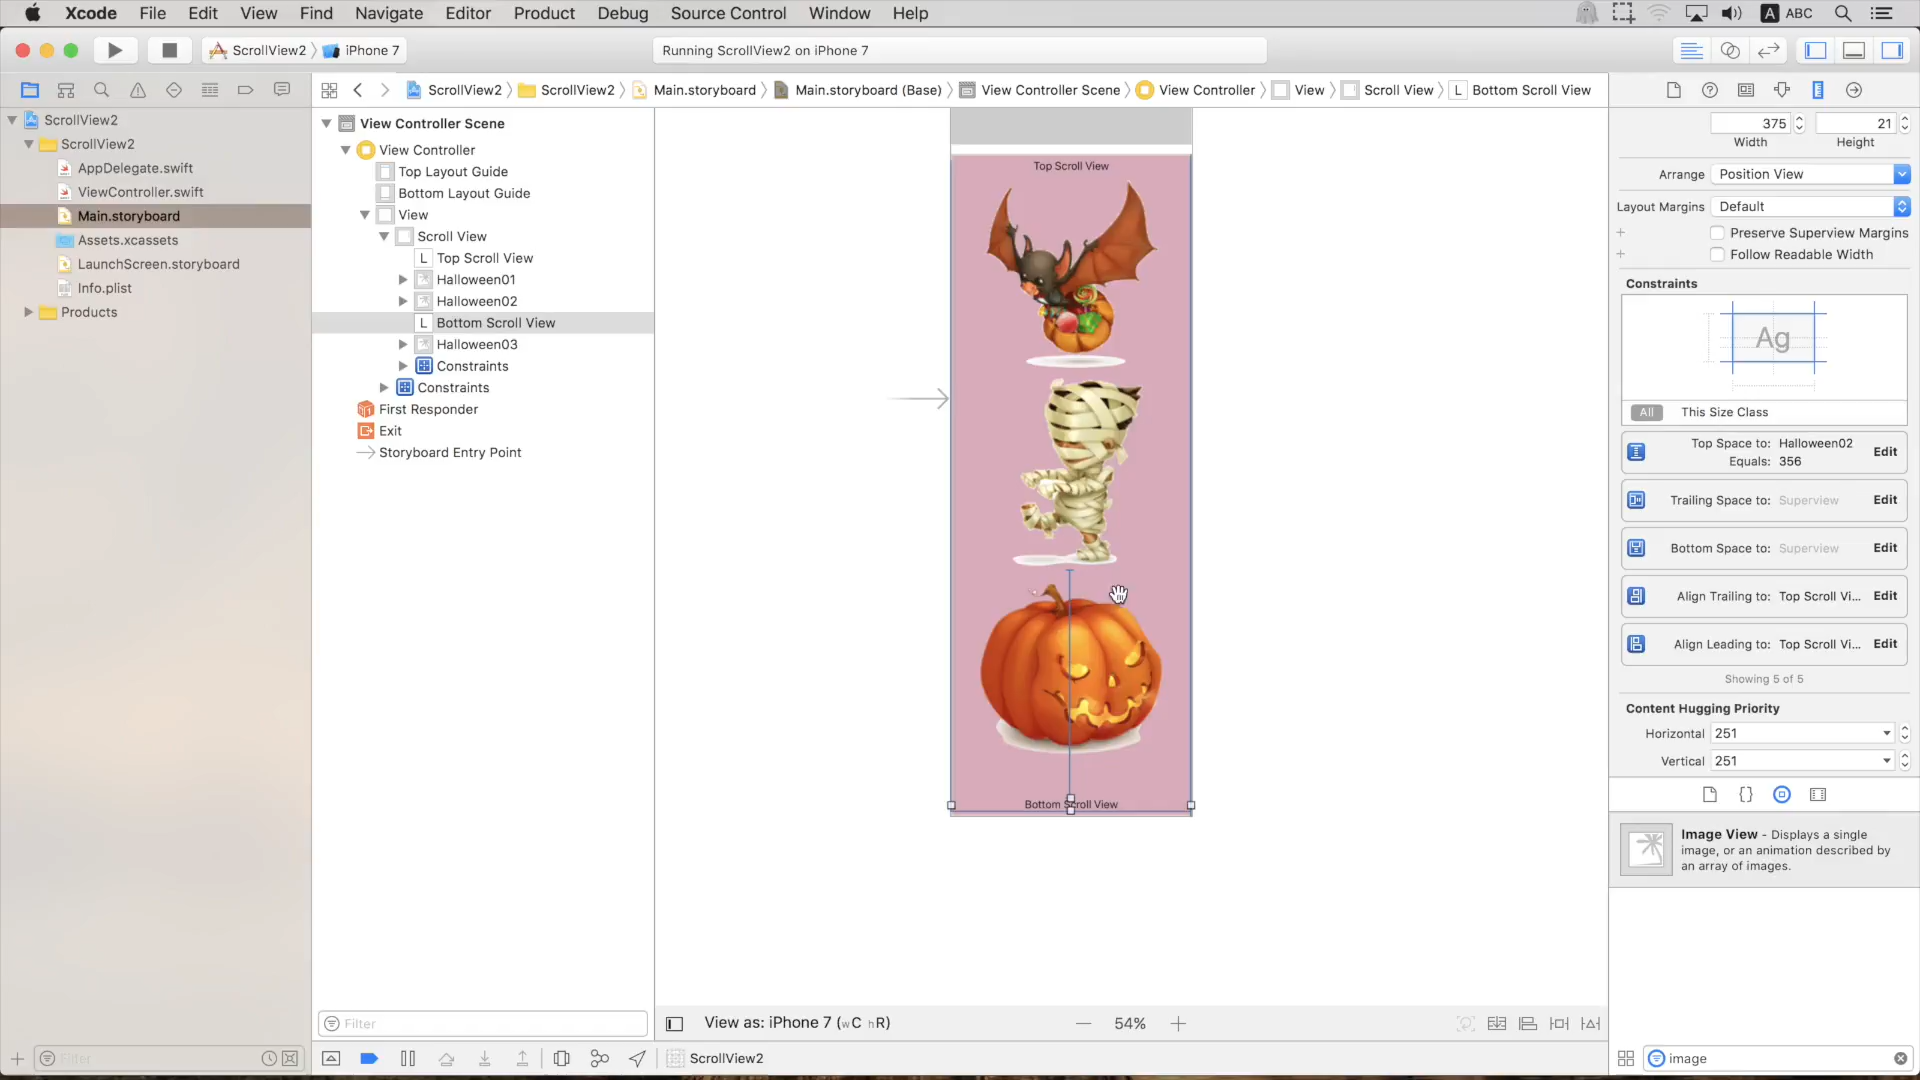 Xcode File Edit View Find Navigate Editor Product Debug Source Control Window Help A ABC
ScrollView2 iPhone 7
Running ScrollView2 on iPhone 7
ScrollView2 ScrollView2 Main.storyboard Main.storyboard (Base) View Controller Scene View Controller View Scroll View L Bottom Scroll View
ScrollView2
ScrollView2
AppDelegate.swift
ViewController.swift
Main.storyboard
Assets.xcassets
LaunchScreen.storyboard
Info.plist
Products
Filter
View Controller Scene
View Controller
Top Layout Guide
Bottom Layout Guide
View
Scroll View
L Top Scroll View
Halloween01
Halloween02
L Bottom Scroll View
Halloween03
Constraints
Constraints
First Responder
Exit
Storyboard Entry Point
Filter
Top Scroll View
Bottom Scroll View
View as: iPhone 7 (wC hR)
54%
ScrollView2
375 21
Width Height
Arrange Position View
Layout Margins Default
Preserve Superview Margins
Follow Readable Width
Constraints
Ag
All This Size Class
Top Space to: Halloween02
Equals: 356
Edit
Trailing Space to: Superview Edit
Bottom Space to: Superview Edit
Align Trailing to: Top Scroll Vi... Edit
Align Leading to: Top Scroll Vi... Edit
Showing 5 of 5
Content Hugging Priority
Horizontal 251
Vertical 251
Image View - Displays a single
image, or an animation described by
an array of images.
image